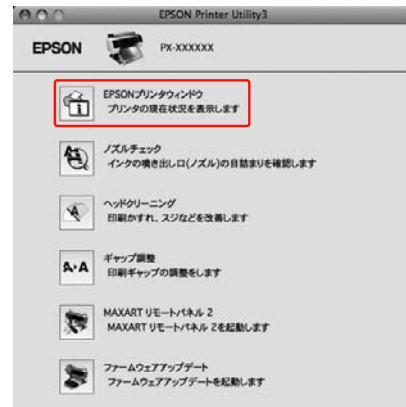 EPSON Printer Utility3
EPSON
PX-XXXXXX
EPSONプリンタウィンドウ
プリンタの現在状況を表示します
ノズルチェック
インクの噴き出し口(ノズル)の目詰まりを確認します
ヘッドクリーニング
印刷かすれ、スジなどを改善します
ギャップ調整
印刷ギャップの調整をします
MAXART リモートパネル 2
MAXART リモートパネル 2を起動します
ファームウェアアップデート
ファームウェアアップデートを起動します